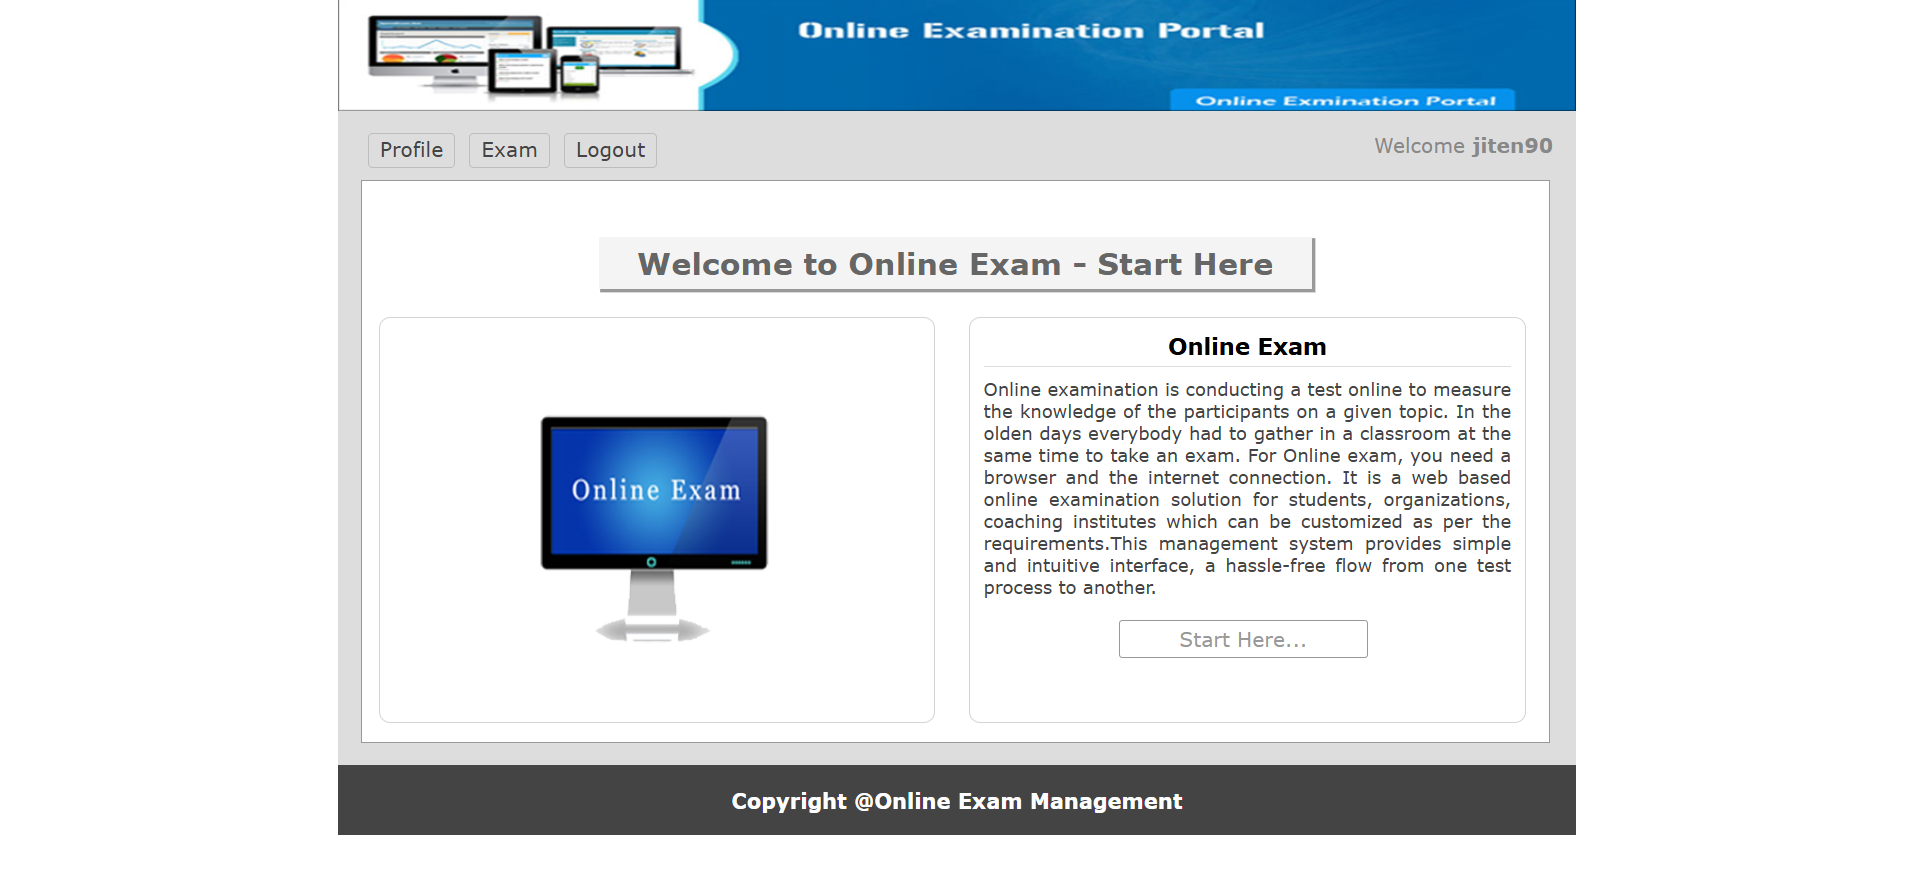 Online Examination Portal
Online Exmination Portal
Profile Exam Logout
Welcome jiten90
Welcome to Online Exam - Start Here
Online Exam
Online Exam
Online examination is conducting a test online to measure
the knowledge of the participants on a given topic. In the
olden days everybody had to gather in a classroom at the
same time to take an exam. For Online exam, you need a
browser and the internet connection. It is a web based
online examination solution for students, organizations,
coaching institutes which can be customized as per the
requirements.This management system provides simple
and intuitive interface, a hassle-free flow from one test
process to another.
Start Here...
Copyright @Online Exam Management